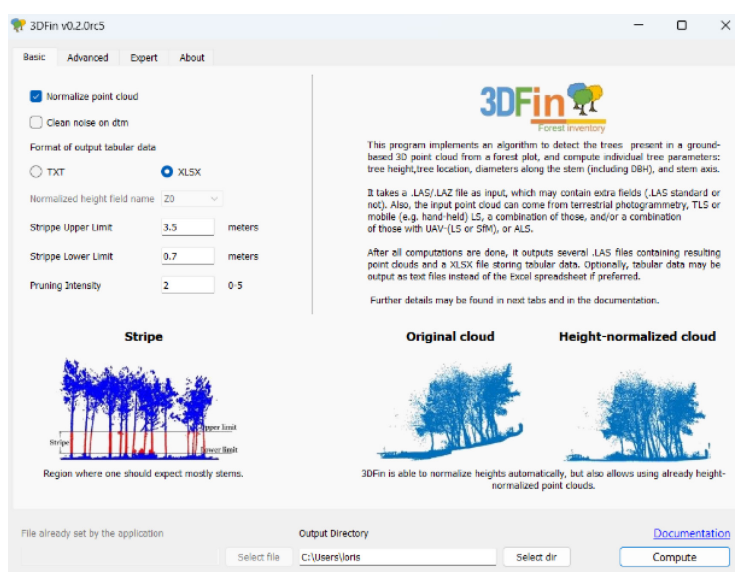 3DFin v0.2.0rc5
Basic Advanced Expert About
Normalize point cloud
Clean noise on dtm
Format of output tabular data
TXT XLSX
Normalized height field name Z0
Strippe Upper Limit 3.5 meters
Strippe Lower Limit 0.7 meters
Pruning Intensity 2 0-5
3DFin
Forest inventory
This program implements an algorithm to detect the trees present in a ground-
based 3D point cloud from a forest plot, and compute individual tree parameters:
tree height,tree location, diameters along the stem (including DBH), and stem axis.
It takes a .LAS/.LAZ file as input, which may contain extra fields (.LAS standard or
not). Also, the input point cloud can come from terrestrial photogrammetry, TLS or
mobile (e.g. hand-held) LS, a combination of those, and/or a combination
of those with UAV-(LS or SfM), or ALS.
After all computations are done, it outputs several .LAS files containing resulting
point clouds and a XLSX file storing tabular data. Optionally, tabular data may be
output as text files instead of the Excel spreadsheet if preferred.
Further details may be found in next tabs and in the documentation.
Stripe
Upper limit
Stripe
Lower limit
Region where one should expect mostly stems.
Original cloud Height-normalized cloud
3DFin is able to normalize heights automatically, but also allows using already height-
normalized point clouds.
File already set by the application
Select file
Output Directory
C:\Users\loris
Select dir
Documentation
Compute